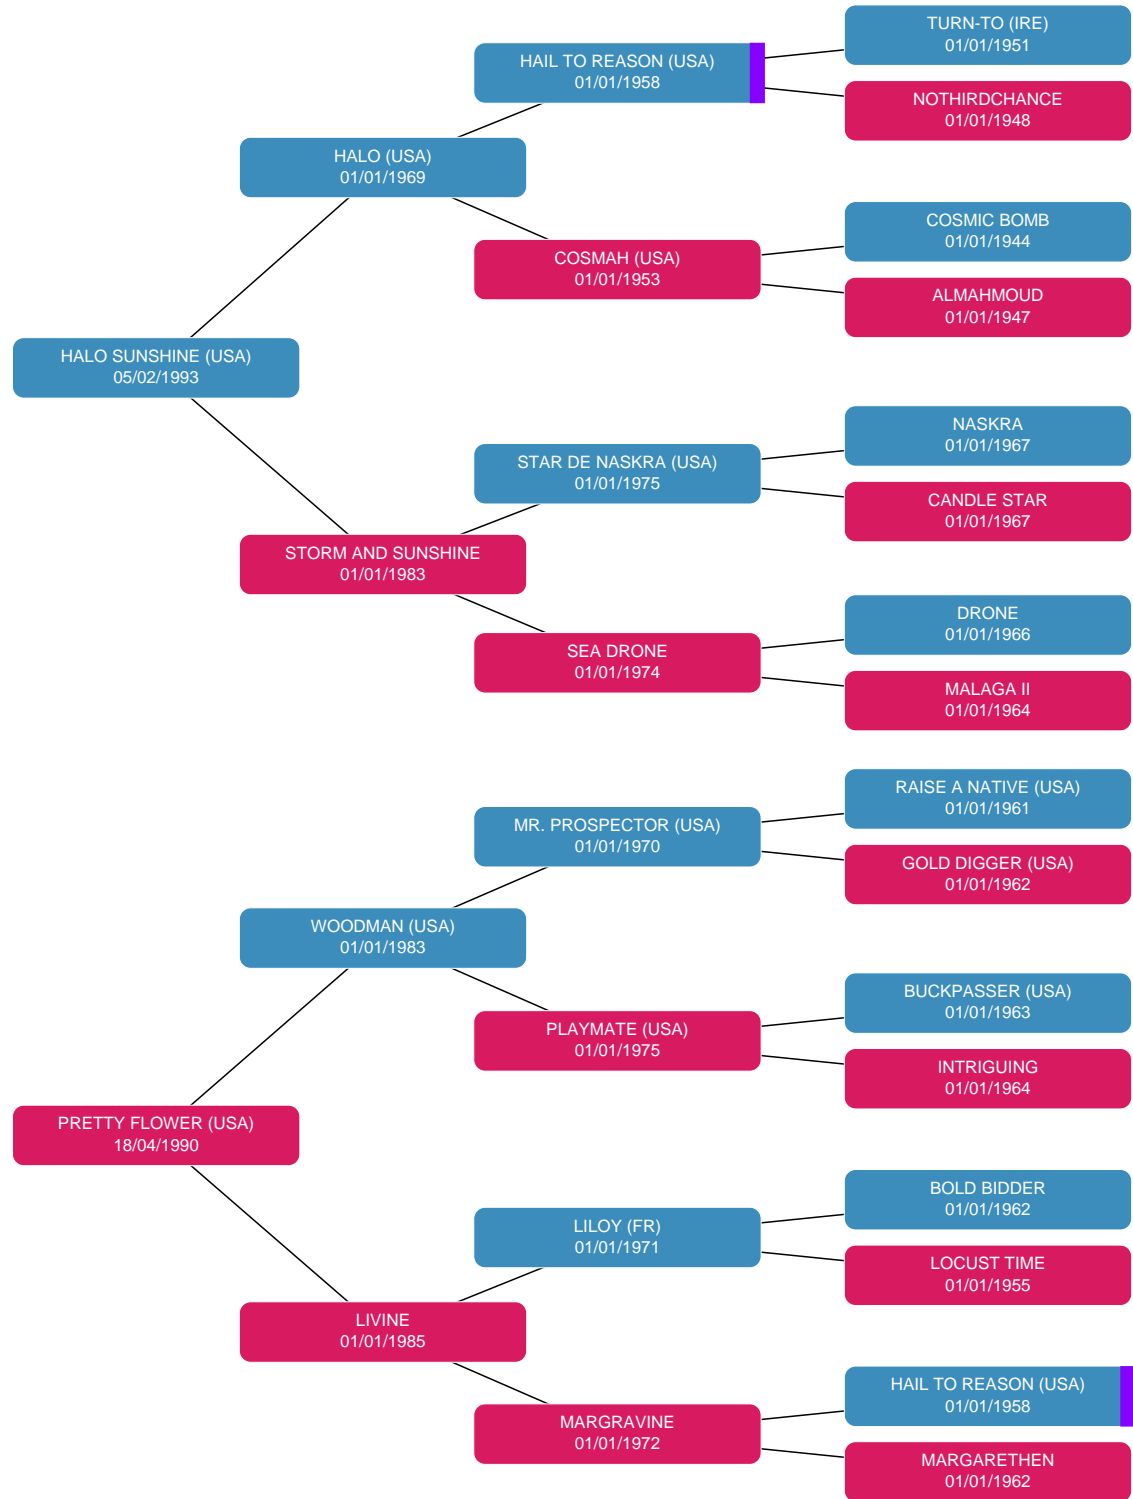 TURN-TO (IRE)
01/01/1951
HAIL TO REASON (USA)
01/01/1958
NOTHIRDCHANCE
01/01/1948
HALO (USA)
01/01/1969
COSMIC BOMB
01/01/1944
COSMAH (USA)
01/01/1953
ALMAHMOUD
01/01/1947
HALO SUNSHINE (USA)
05/02/1993
NASKRA
01/01/1967
STAR DE NASKRA (USA)
01/01/1975
CANDLE STAR
01/01/1967
STORM AND SUNSHINE
01/01/1983
DRONE
01/01/1966
SEA DRONE
01/01/1974
MALAGA II
01/01/1964
RAISE A NATIVE (USA)
01/01/1961
MR. PROSPECTOR (USA)
01/01/1970
GOLD DIGGER (USA)
01/01/1962
WOODMAN (USA)
01/01/1983
BUCKPASSER (USA)
01/01/1963
PLAYMATE (USA)
01/01/1975
INTRIGUING
01/01/1964
PRETTY FLOWER (USA)
18/04/1990
BOLD BIDDER
01/01/1962
LILOY (FR)
01/01/1971
LOCUST TIME
01/01/1955
LIVINE
01/01/1985
HAIL TO REASON (USA)
01/01/1958
MARGRAVINE
01/01/1972
MARGARETHEN
01/01/1962